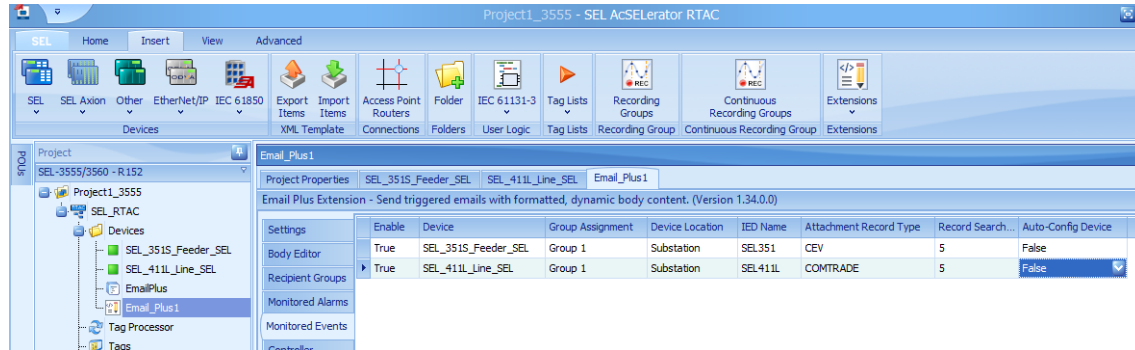 Project1_3555 - SEL AcSELerator RTAC
SEL Home Insert View Advanced
SEL SEL Axion Other EtherNet/IP IEC 61850 Export Items Import Items Access Point Routers Folder IEC 61131-3 Tag Lists Recording Groups Continuous Recording Groups Extensions
Devices XML Template Connections Folders User Logic Tag Lists Recording Group Continuous Recording Group Extensions
POUs
Project
SEL-3555/3560 - R152
Project1_3555
SEL_RTAC
Devices
SEL_351S_Feeder_SEL
SEL_411L_Line_SEL
EmailPlus
Email_Plus1
Tag Processor
Tags
Email_Plus1
Project Properties SEL_351S_Feeder_SEL SEL_411L_Line_SEL Email_Plus1
Email Plus Extension - Send triggered emails with formatted, dynamic body content. (Version 1.34.0.0)
Settings
Body Editor
Recipient Groups
Monitored Alarms
Monitored Events
Controller
Enable Device Group Assignment Device Location IED Name Attachment Record Type Record Search... Auto-Config Device
True SEL_351S_Feeder_SEL Group 1 Substation SEL351 CEV 5 False
True SEL_411L_Line_SEL Group 1 Substation SEL411L COMTRADE 5 False